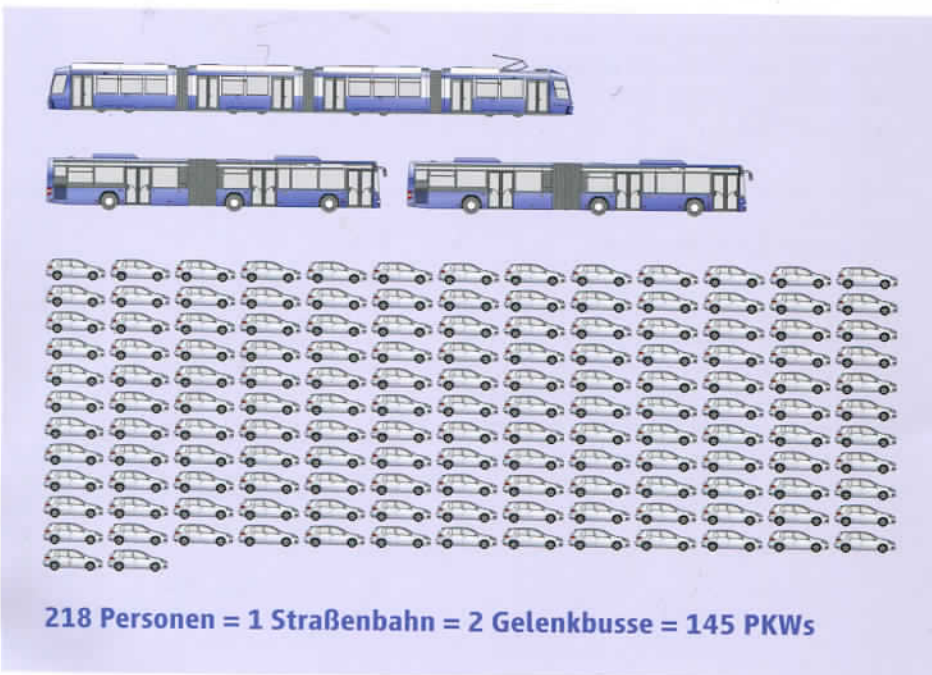 218 Personen = 1 Straßenbahn = 2 Gelenkbusse = 145 PKWs